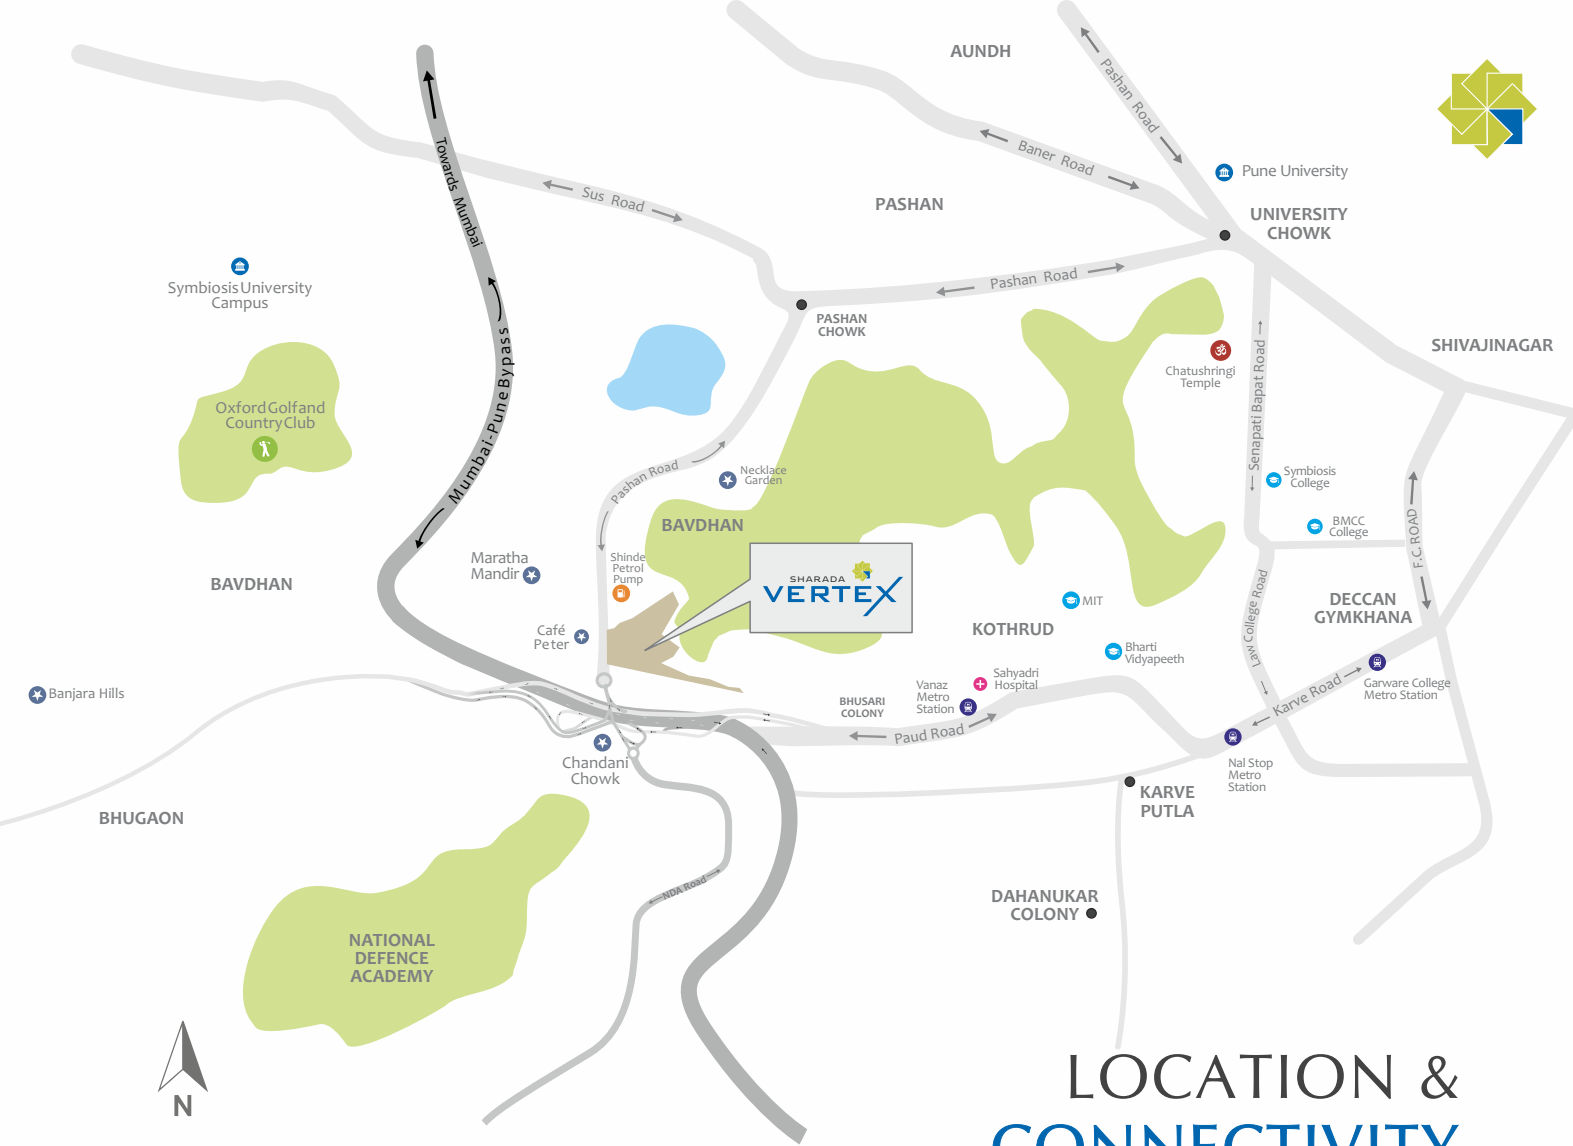 AUNDH
Pashan Road
Baner Road
Pune University
Towards Mumbai
Sus Road
PASHAN
UNIVERSITY
CHOWK
Symbiosis University
Campus
Pashan Road
PASHAN
CHOWK
SHIVAJINAGAR
Chatushringi
Temple
Senapati Bapat Road
Oxford Golf and
Country Club
Mumbai-Pune Bypass
Pashan Road
Necklace
Garden
Symbiosis
College
BAVDHAN
BMCC
College
F.C. ROAD
Maratha
Mandir
Shinde
Petrol
Pump
BAVDHAN
SHARADA
VERTEX
MIT
DECCAN
GYMKHANA
Law College Road
Café
Peter
KOTHRUD
Bharti
Vidyapeeth
Banjara Hills
Sahyadri
Hospital
Vanaz
Metro
Station
Garware College
Metro Station
BHUSARI
COLONY
Karve Road
Paud Road
Chandani
Chowk
Nal Stop
Metro
Station
KARVE
PUTLA
BHUGAON
NDA Road
DAHANUKAR
COLONY
NATIONAL
DEFENCE
ACADEMY
N
LOCATION &
CONNECTIVITY